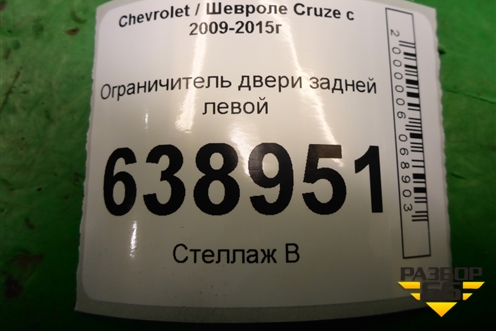 Chevrolet / Шевроле Cruze с
2009-2015г
Ограничитель двери задней
левой
638951
Стеллаж В
2000006068903
РАЗБОР